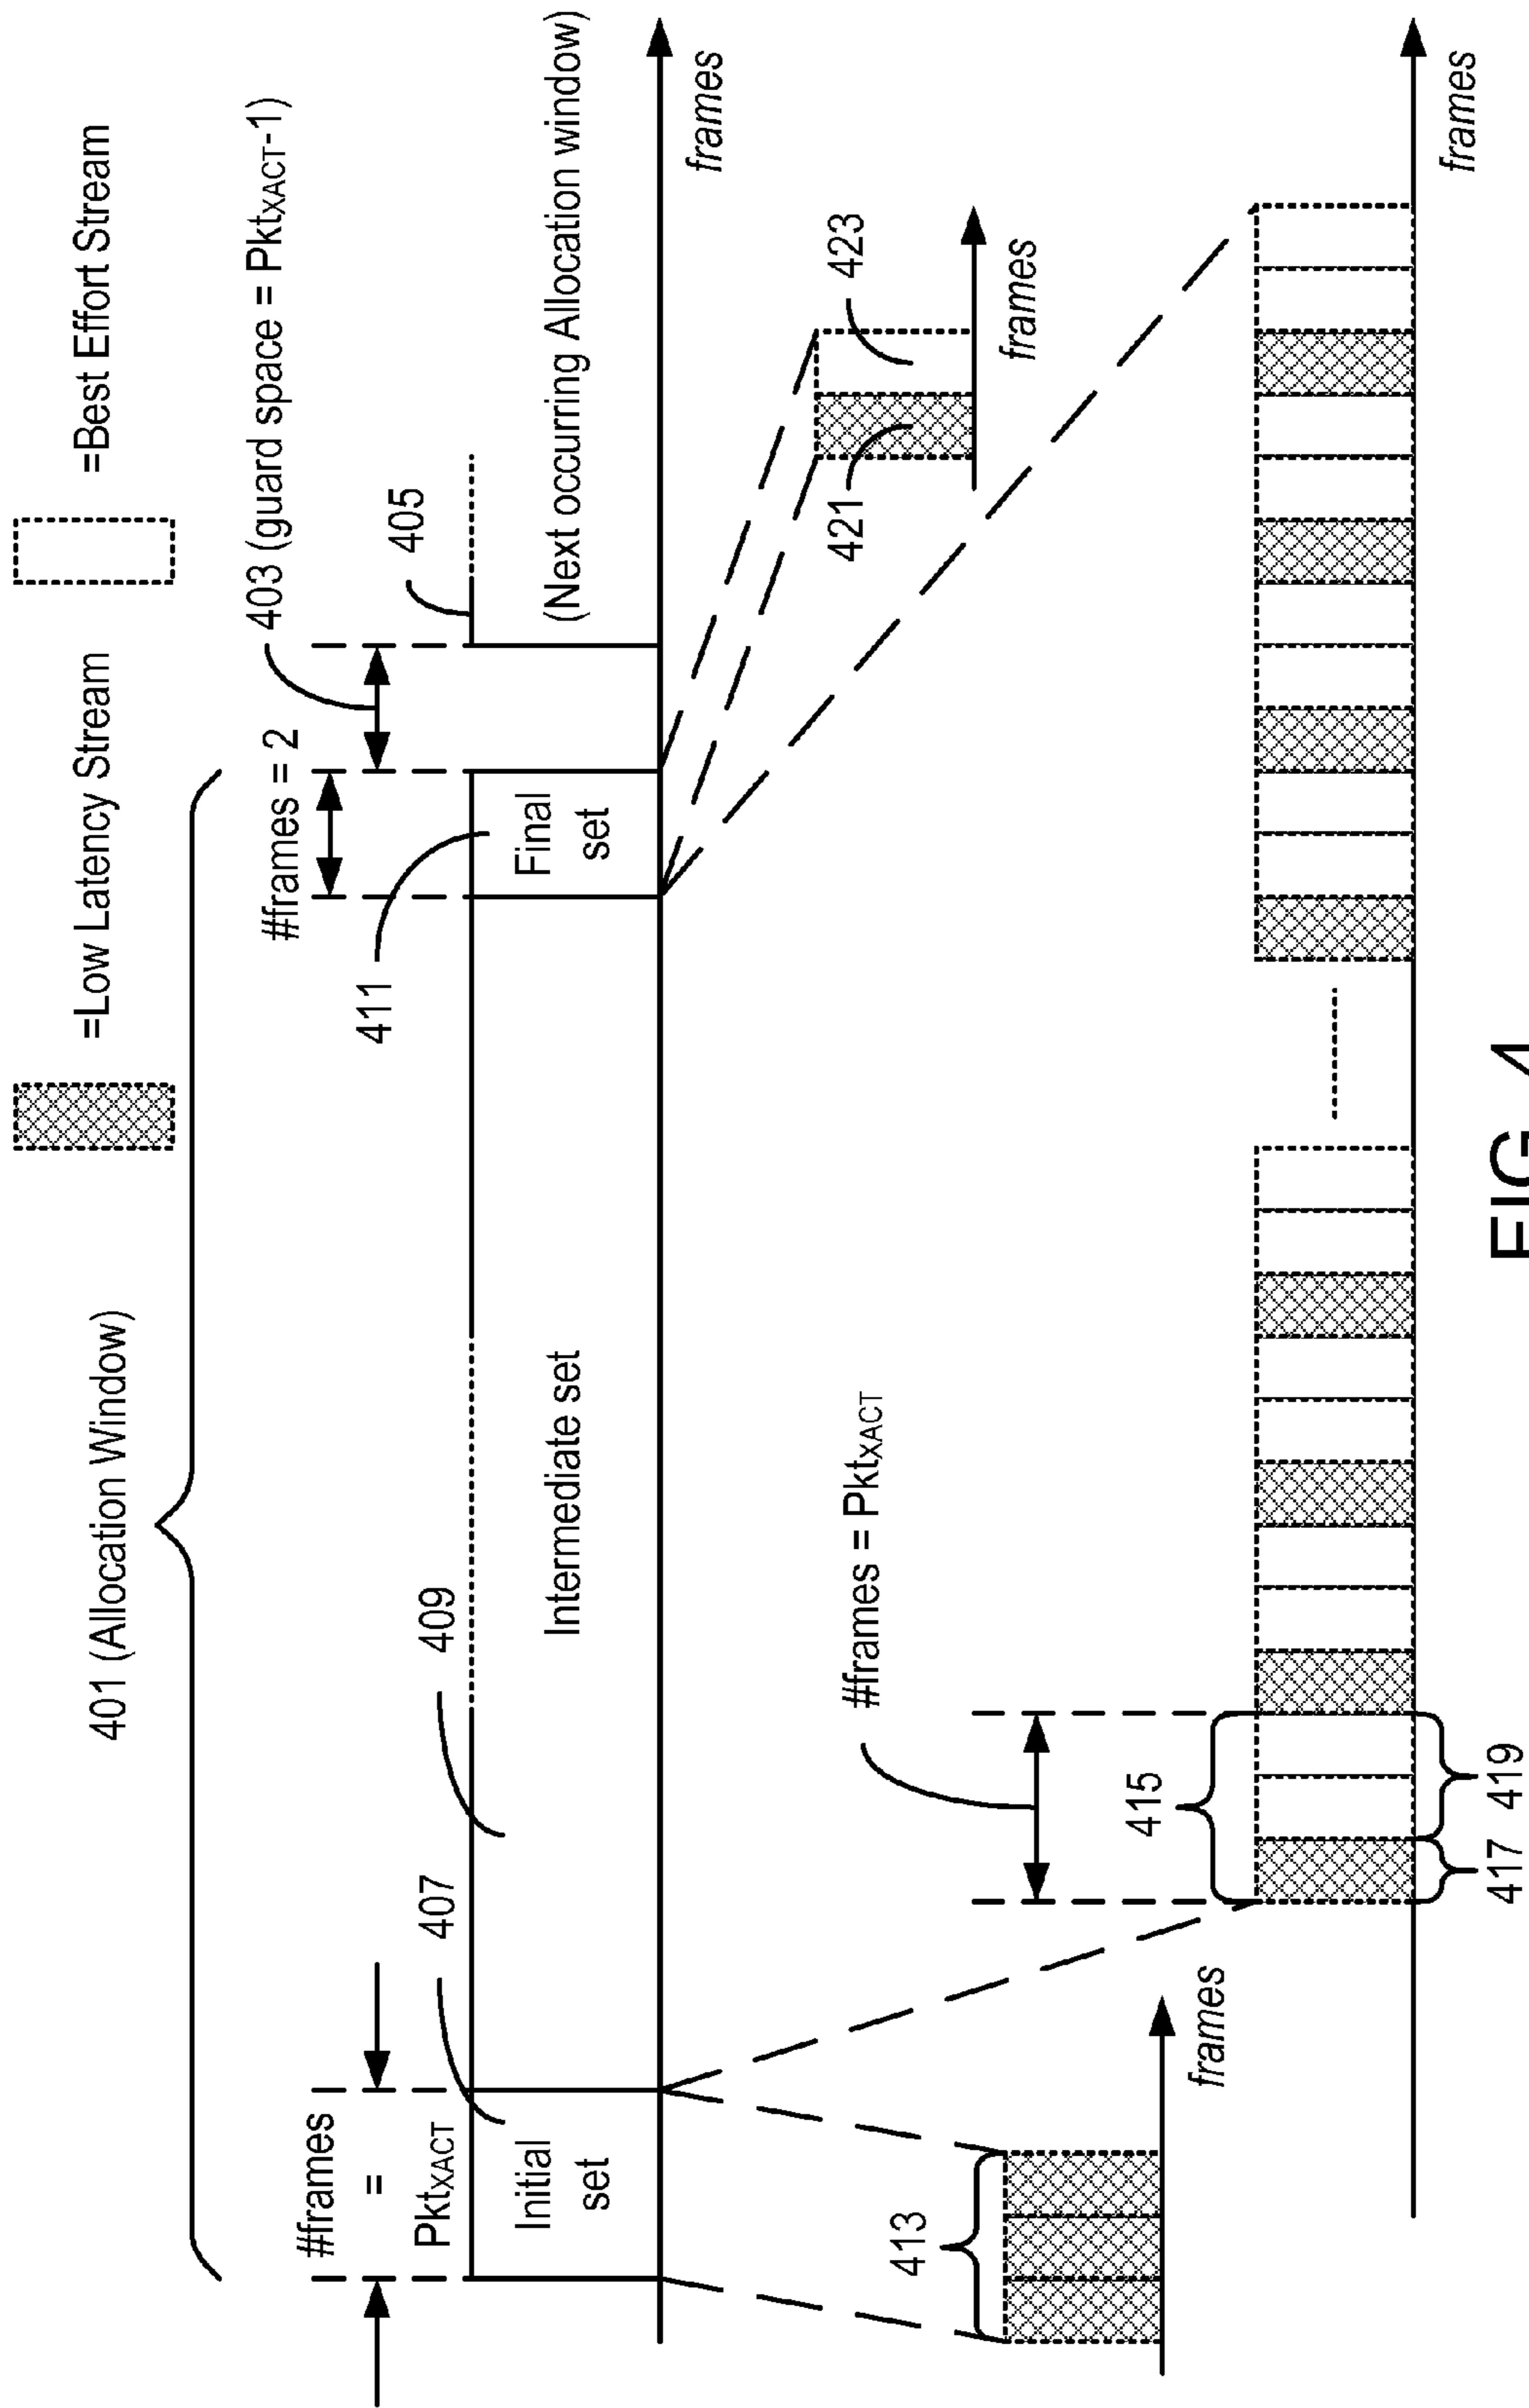 =Low Latency Stream
=Best Effort Stream
401 (Allocation Window)
403 (guard space = PktXACT-1)
#frames
=
PktXACT
#frames = 2
407
409
411
405
Initial
set
Intermediate set
Final
set
(Next occurring Allocation window)
frames
#frames = PktXACT
421
423
frames
413
frames
415
417
419
frames
FIG. 4